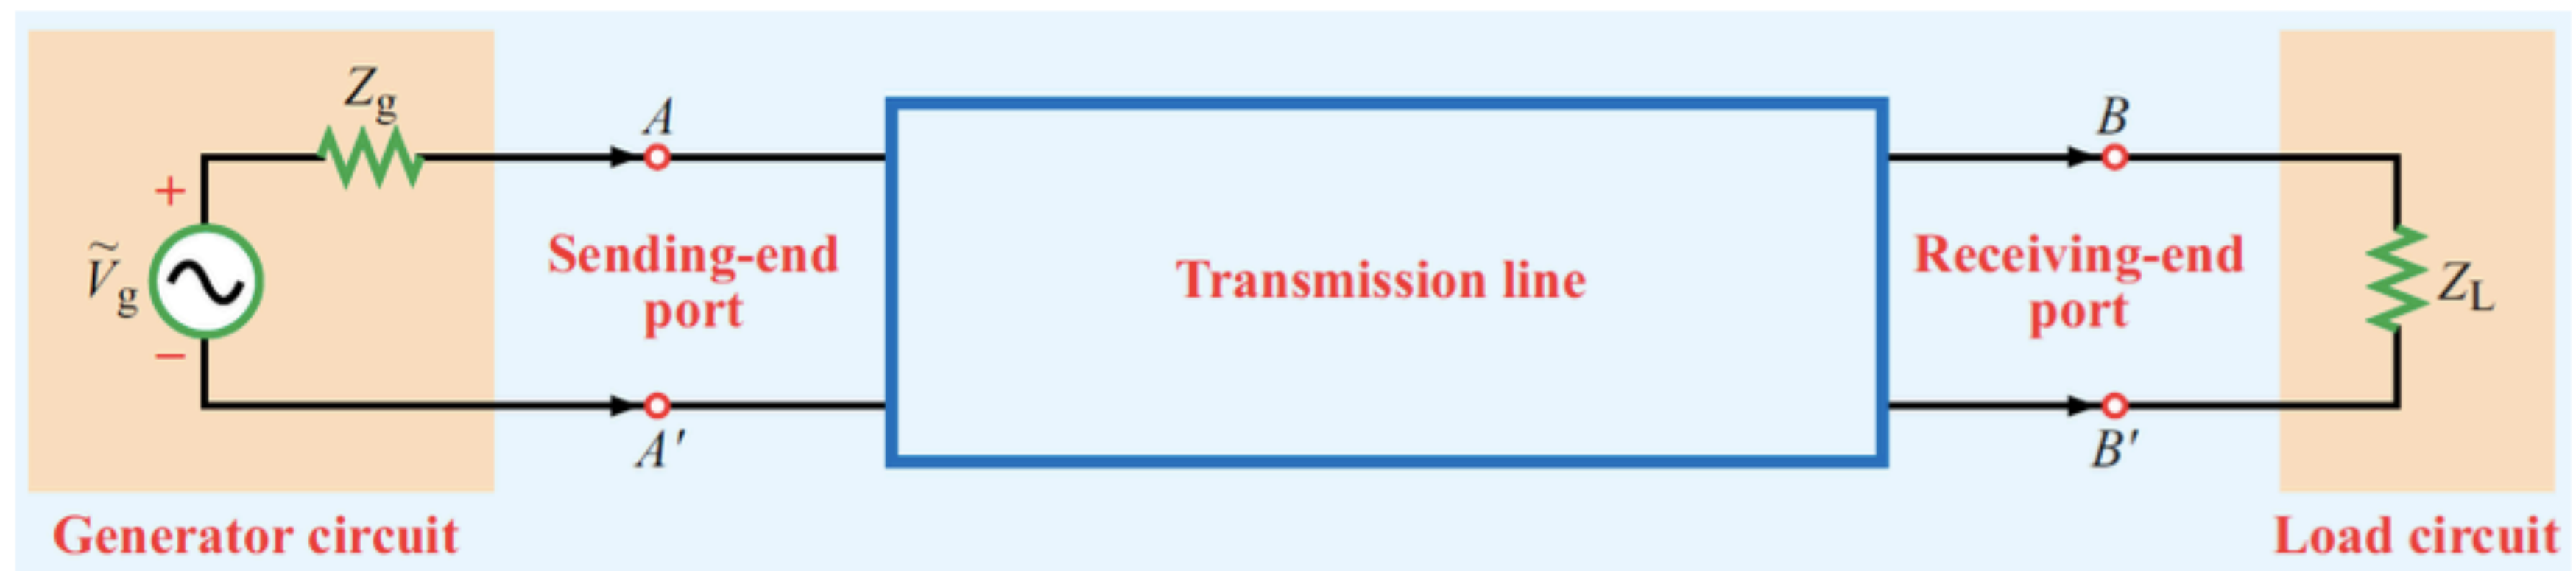 Z_g
A
B
+
Ṽ_g
Sending-end
port
Transmission line
Receiving-end
port
Z_L
−
A′
B′
Generator circuit
Load circuit